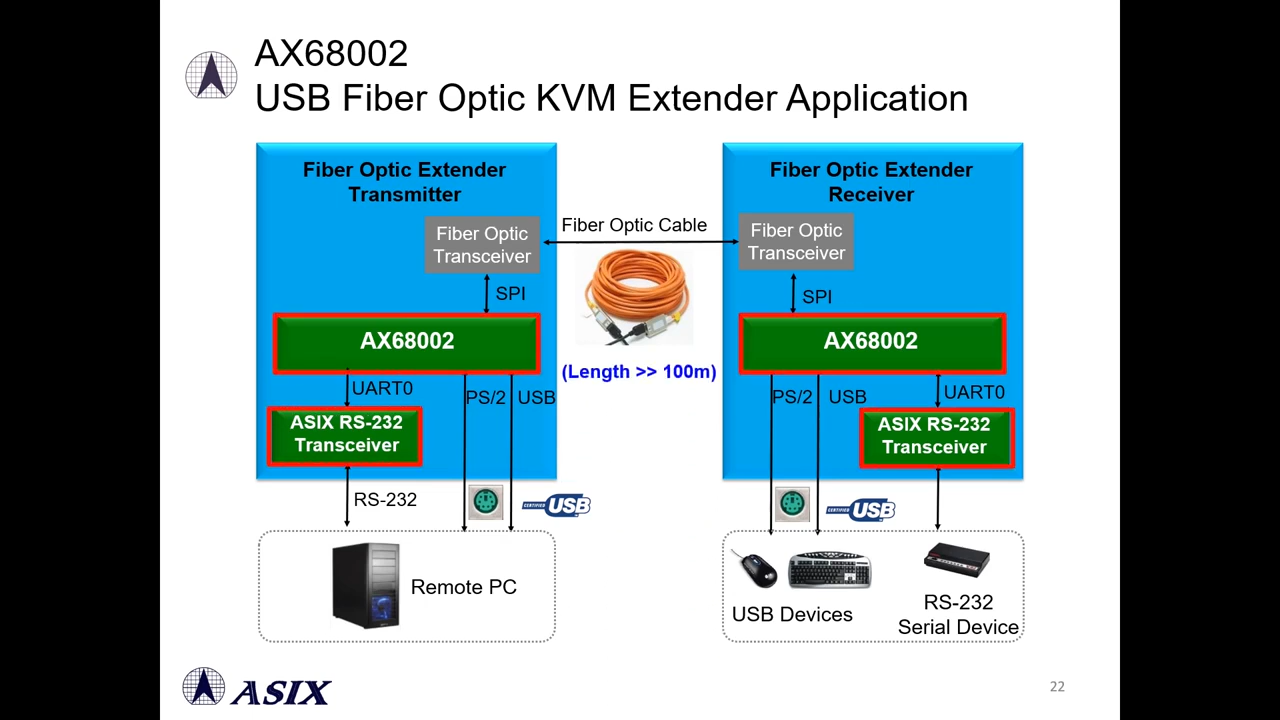 AX68002
USB Fiber Optic KVM Extender Application
Fiber Optic Extender
Transmitter
Fiber Optic
Transceiver
SPI
AX68002
UART0
PS/2
USB
ASIX RS-232
Transceiver
RS-232
CERTIFIED USB
Remote PC
Fiber Optic Cable
(Length >> 100m)
Fiber Optic Extender
Receiver
Fiber Optic
Transceiver
SPI
AX68002
PS/2
USB
UART0
ASIX RS-232
Transceiver
CERTIFIED USB
USB Devices
RS-232
Serial Device
ASIX
22